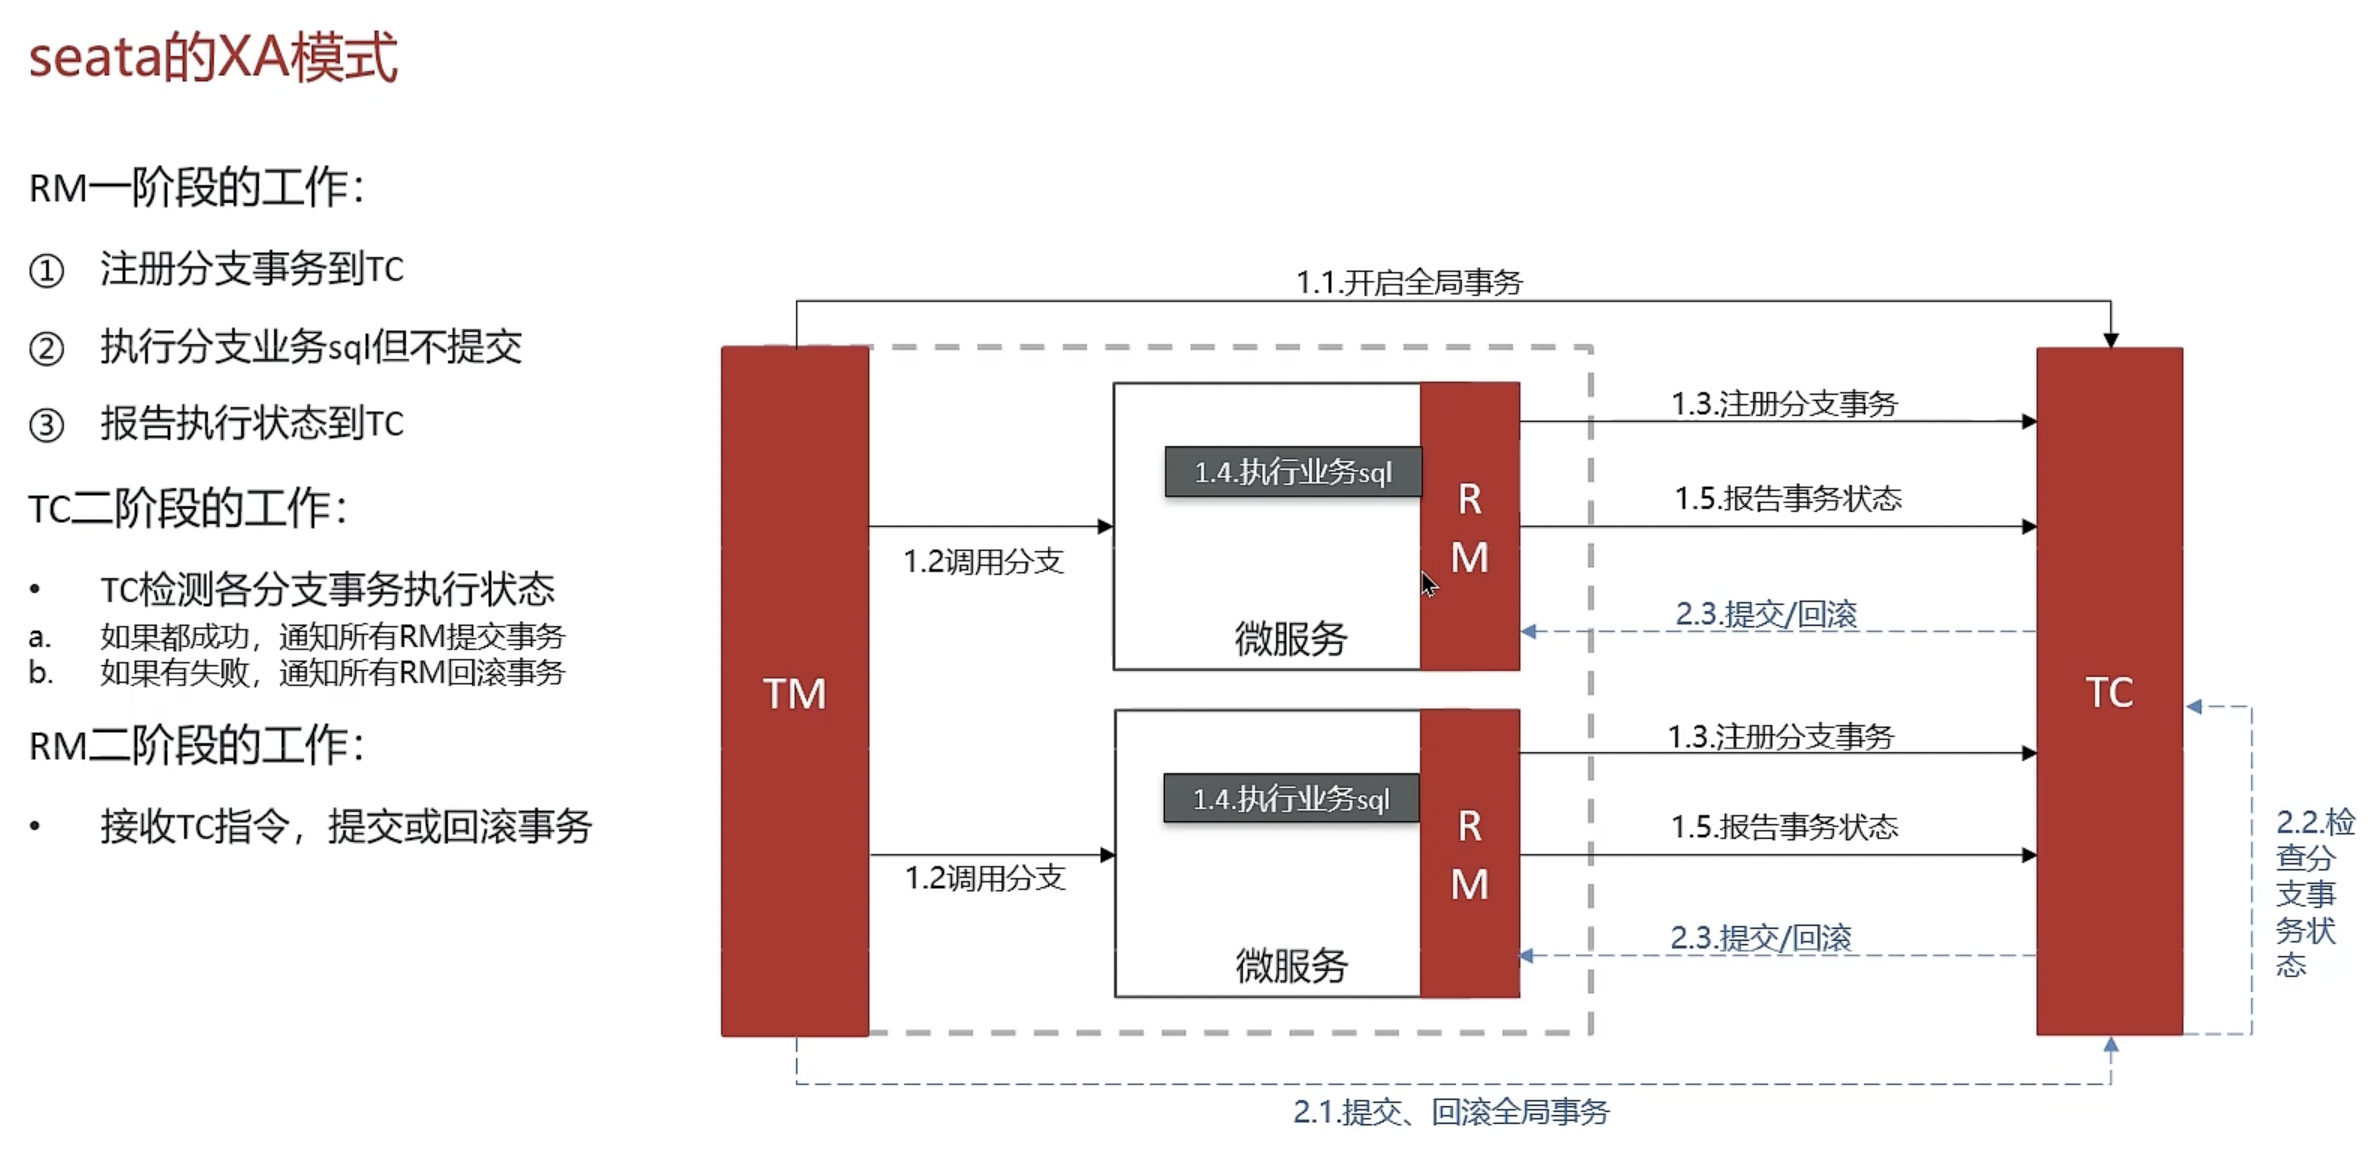 seata的XA模式
RM一阶段的工作：
① 注册分支事务到TC
② 执行分支业务sql但不提交
③ 报告执行状态到TC
TC二阶段的工作：
• TC检测各分支事务执行状态
a. 如果都成功，通知所有RM提交事务
b. 如果有失败，通知所有RM回滚事务
RM二阶段的工作：
• 接收TC指令，提交或回滚事务
1.1.开启全局事务
TM
1.2调用分支
1.4.执行业务sql
微服务
R
M
1.3.注册分支事务
1.5.报告事务状态
2.3.提交/回滚
1.2调用分支
1.4.执行业务sql
微服务
R
M
1.3.注册分支事务
1.5.报告事务状态
2.3.提交/回滚
TC
2.2.检
查分
支事
务状
态
2.1.提交、回滚全局事务